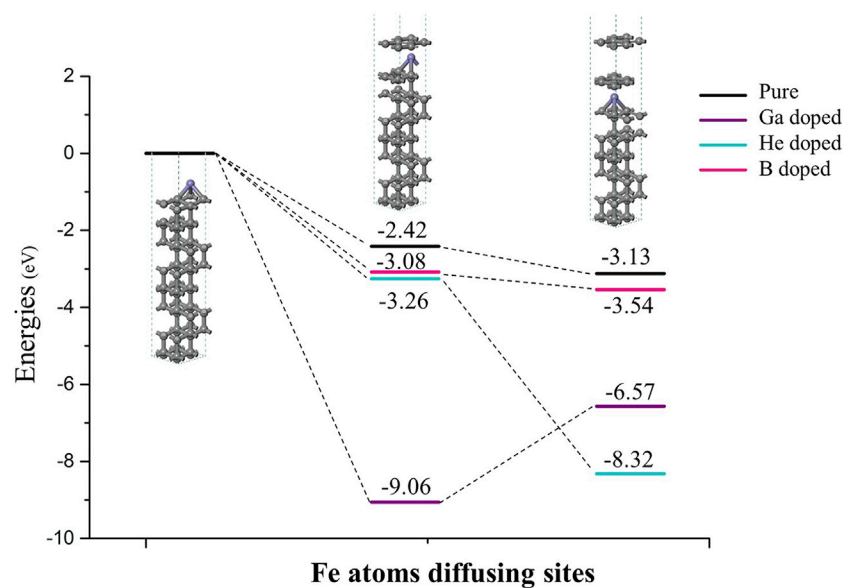 Pure
Ga doped
He doped
B doped
2
0
-2
-4
-6
-8
-10
Energies (eV)
-2.42
-3.08
-3.26
-9.06
-3.13
-3.54
-6.57
-8.32
Fe atoms diffusing sites